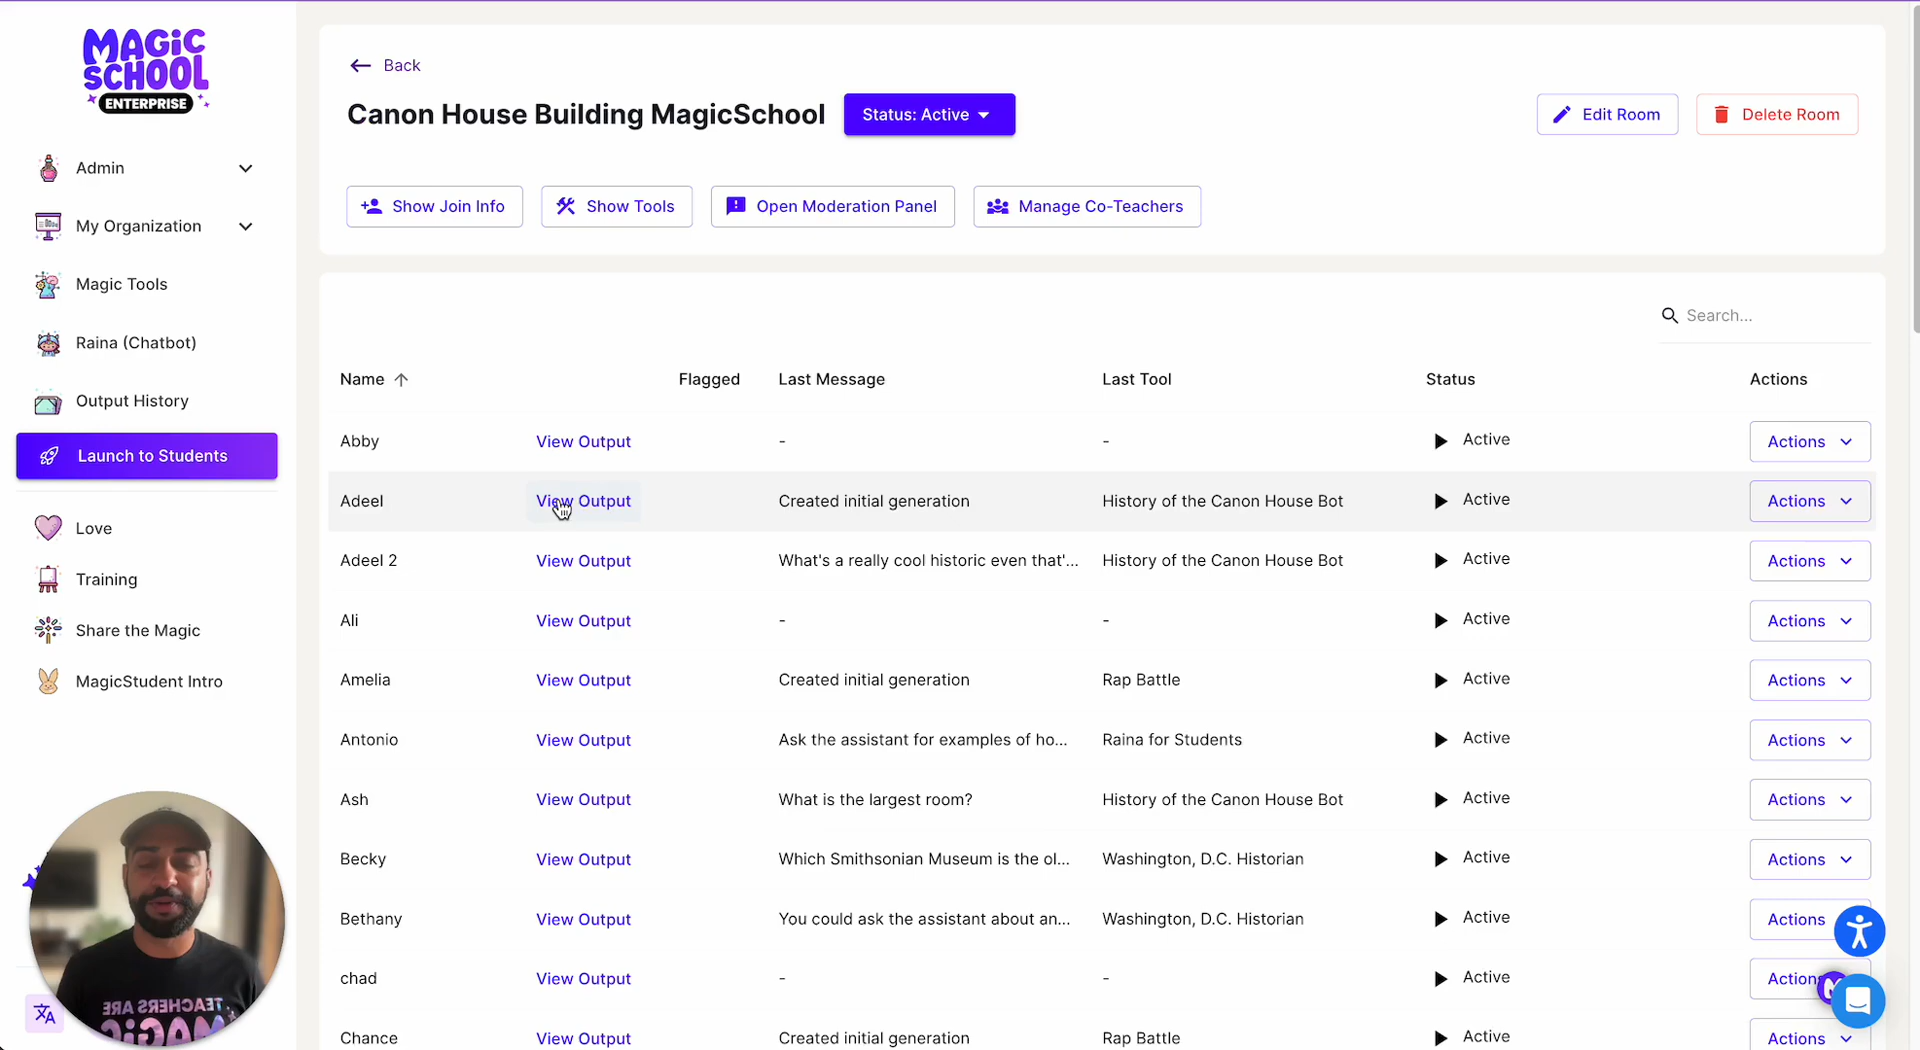 MAGIC
SCHOOL
ENTERPRISE
Admin
My Organization
Magic Tools
Raina (Chatbot)
Output History
Launch to Students
Love
Training
Share the Magic
MagicStudent Intro
TEACHERS ARE
MAGIC
Back
Canon House Building MagicSchool
Status: Active
Edit Room
Delete Room
Show Join Info
Show Tools
Open Moderation Panel
Manage Co-Teachers
Search...
Name Flagged Last Message Last Tool Status Actions
Abby View Output - - Active Actions
Adeel View Output Created initial generation History of the Canon House Bot Active Actions
Adeel 2 View Output What's a really cool historic even that'... History of the Canon House Bot Active Actions
Ali View Output - - Active Actions
Amelia View Output Created initial generation Rap Battle Active Actions
Antonio View Output Ask the assistant for examples of ho... Raina for Students Active Actions
Ash View Output What is the largest room? History of the Canon House Bot Active Actions
Becky View Output Which Smithsonian Museum is the ol... Washington, D.C. Historian Active Actions
Bethany View Output You could ask the assistant about an... Washington, D.C. Historian Active Actions
chad View Output - - Active Actions
Chance View Output Created initial generation Rap Battle Active Actions